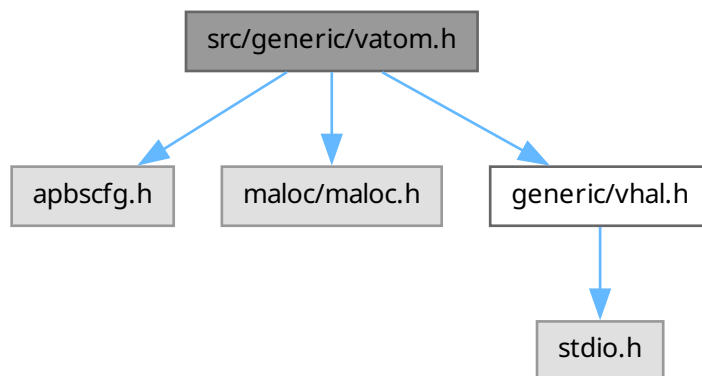 src/generic/vatom.h
apbscfg.h
maloc/maloc.h
generic/vhal.h
stdio.h